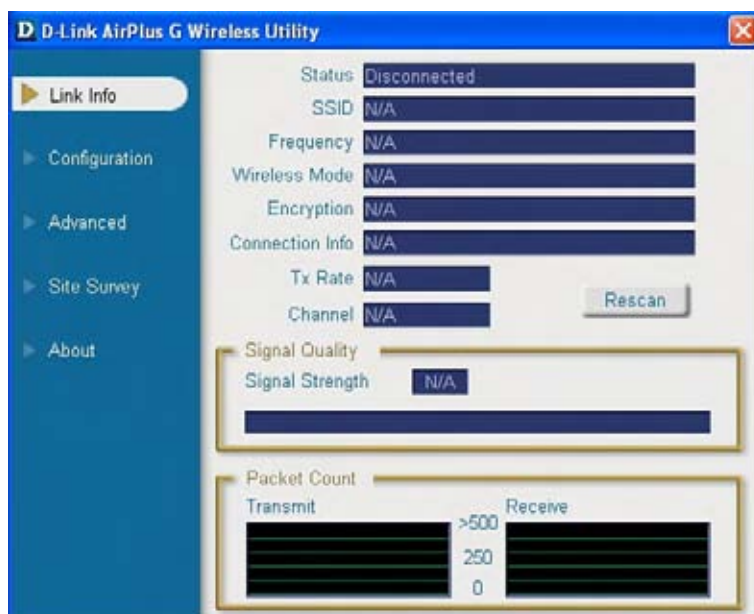 D D-Link AirPlus G Wireless Utility
Link Info
Configuration
Advanced
Site Survey
About
Status Disconnected
SSID N/A
Frequency N/A
Wireless Mode N/A
Encryption N/A
Connection Info N/A
Tx Rate N/A
Channel N/A
Rescan
Signal Quality
Signal Strength N/A
Packet Count
Transmit
Receive
>500
250
0